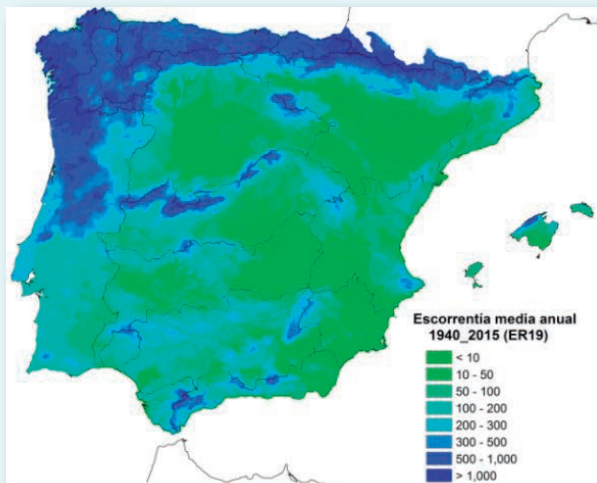 Escorrentía media anual
1940_2015 (ER19)
< 10
10 - 50
50 - 100
100 - 200
200 - 300
300 - 500
500 - 1,000
> 1,000